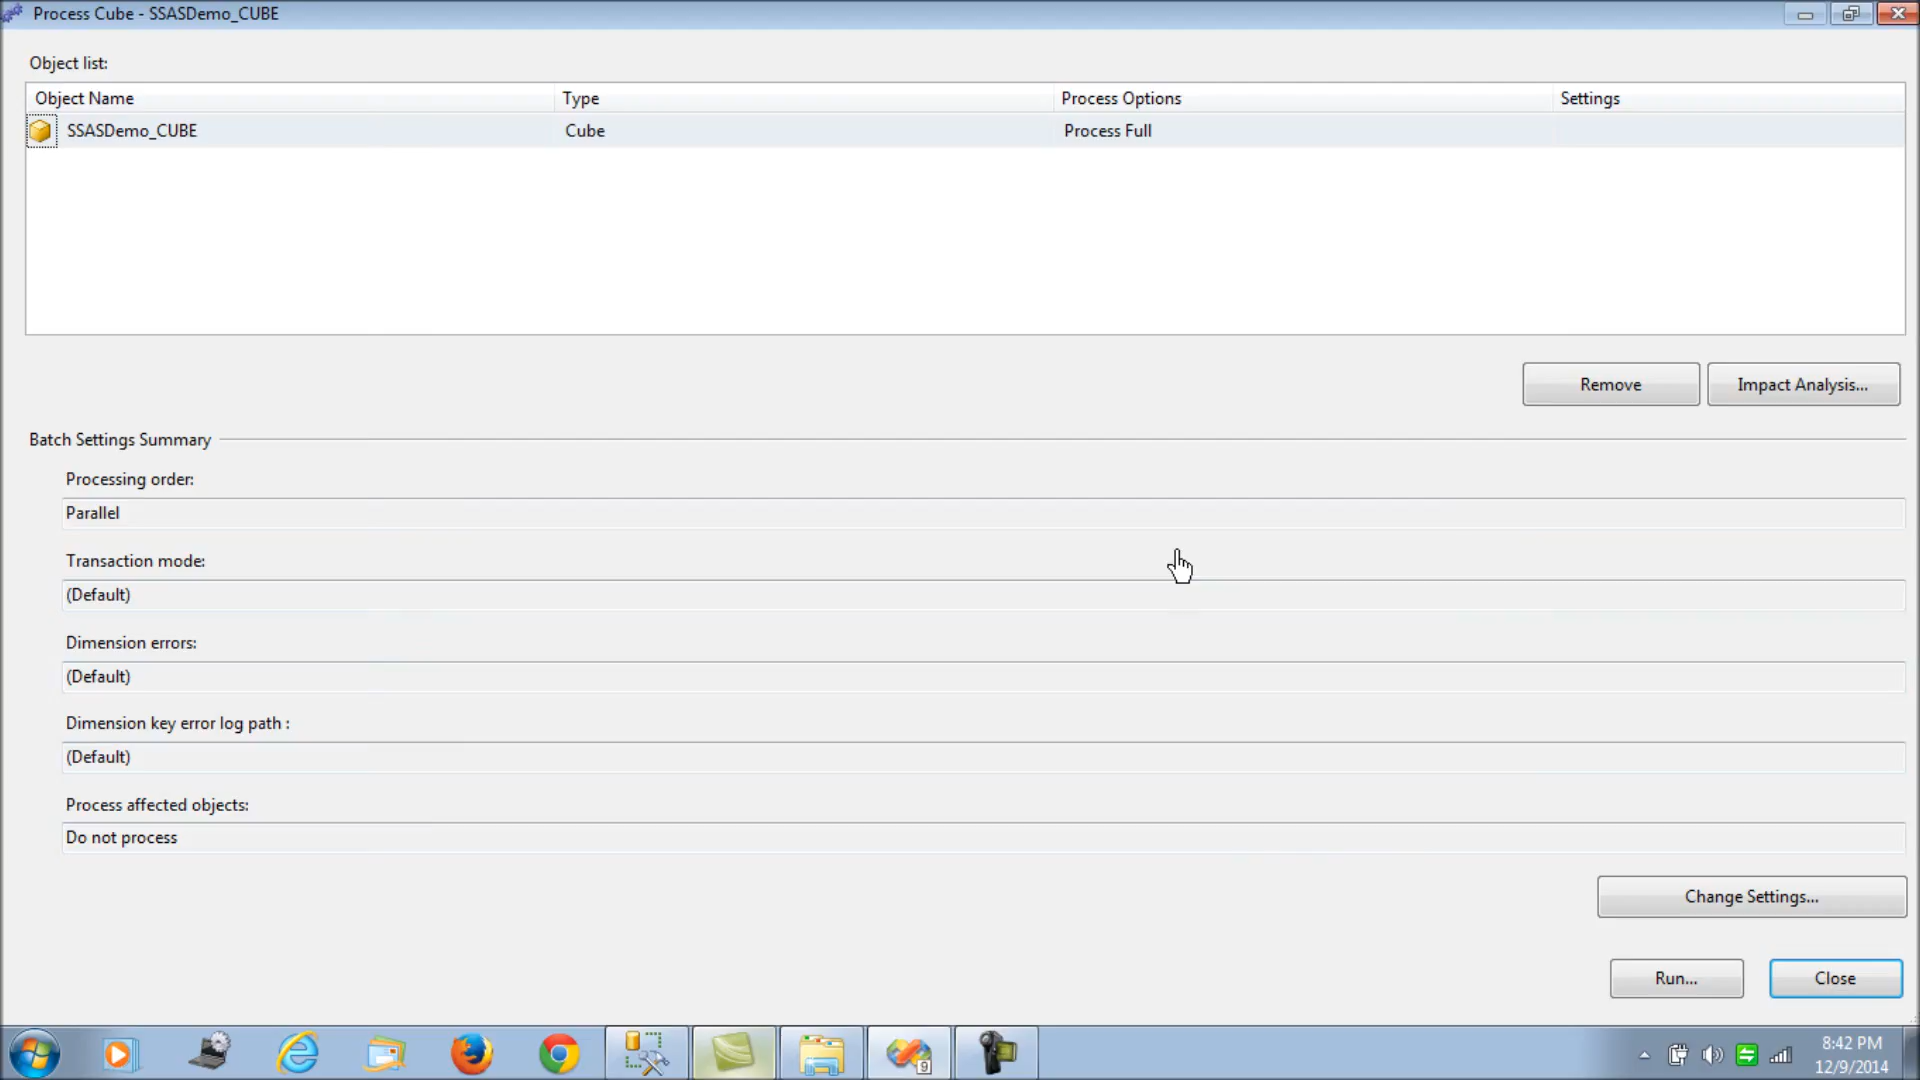 Process Cube - SSASDemo_CUBE
Object list:
Object Name Type Process Options Settings
SSASDemo_CUBE Cube Process Full
Remove Impact Analysis...
Batch Settings Summary
Processing order:
Parallel
Transaction mode:
(Default)
Dimension errors:
(Default)
Dimension key error log path :
(Default)
Process affected objects:
Do not process
Change Settings...
Run... Close
9
8:42 PM
12/9/2014